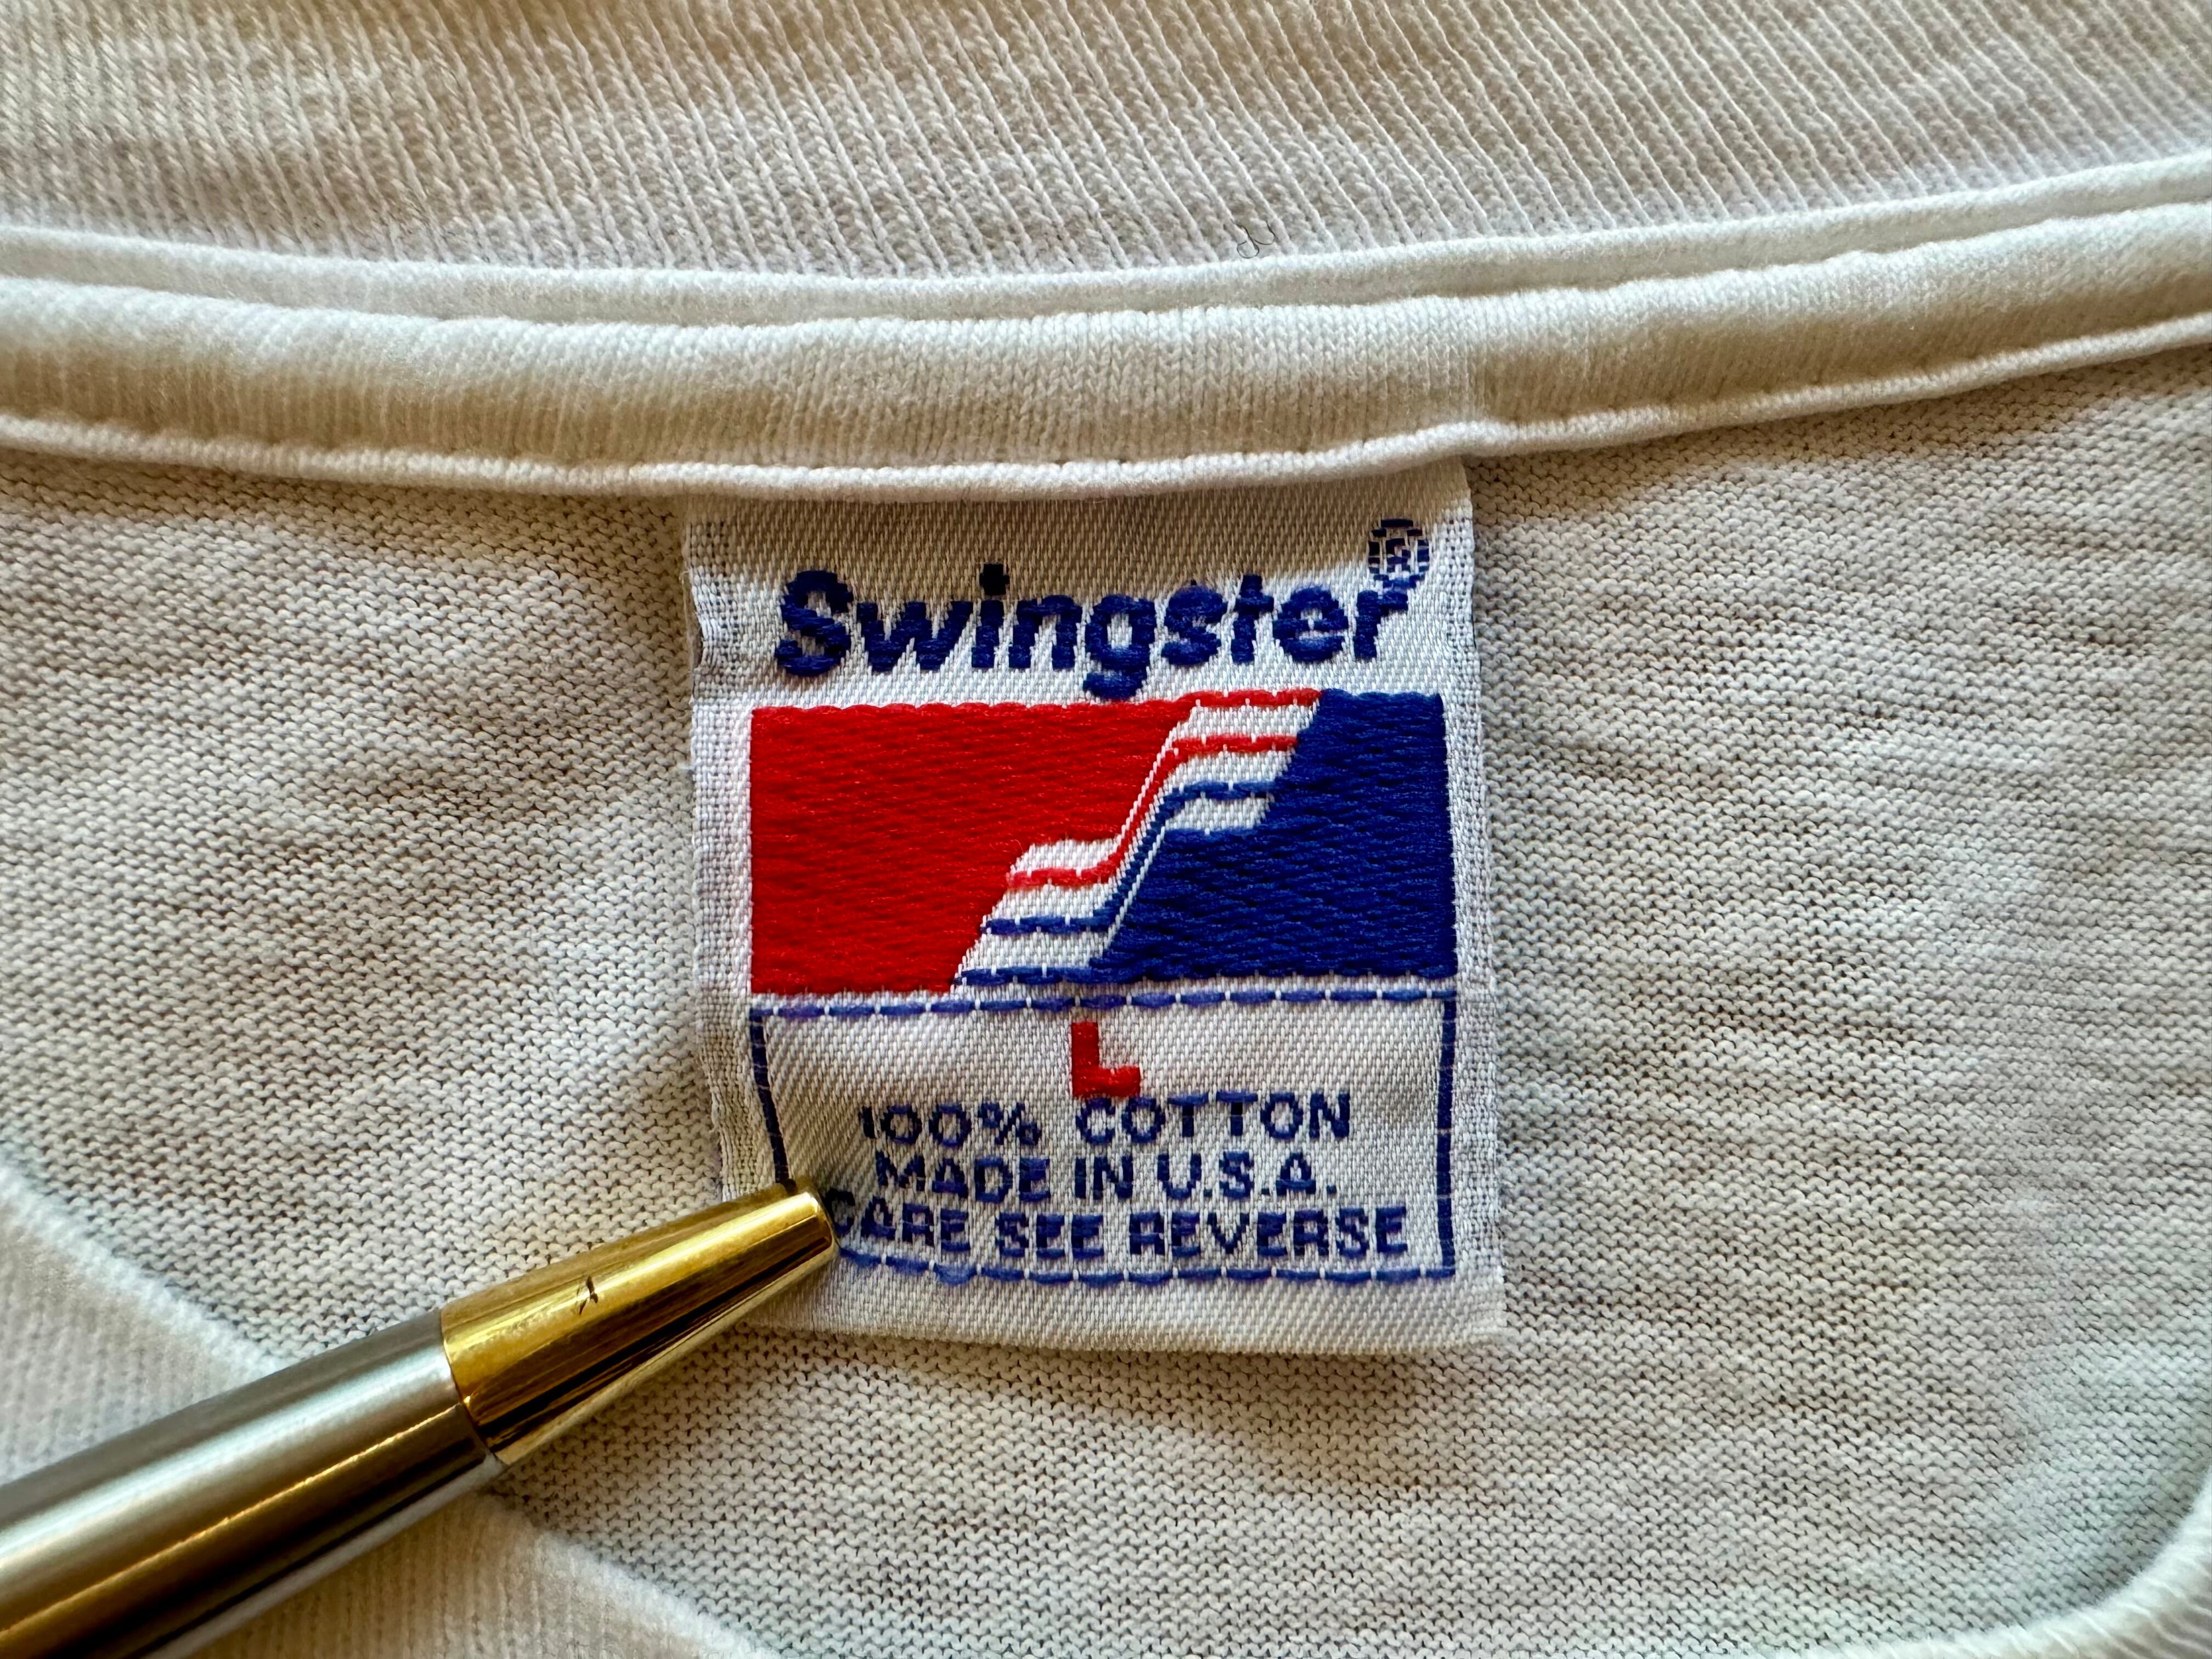 Swingster®
L
100% COTTON
MADE IN U.S.A.
CARE SEE REVERSE